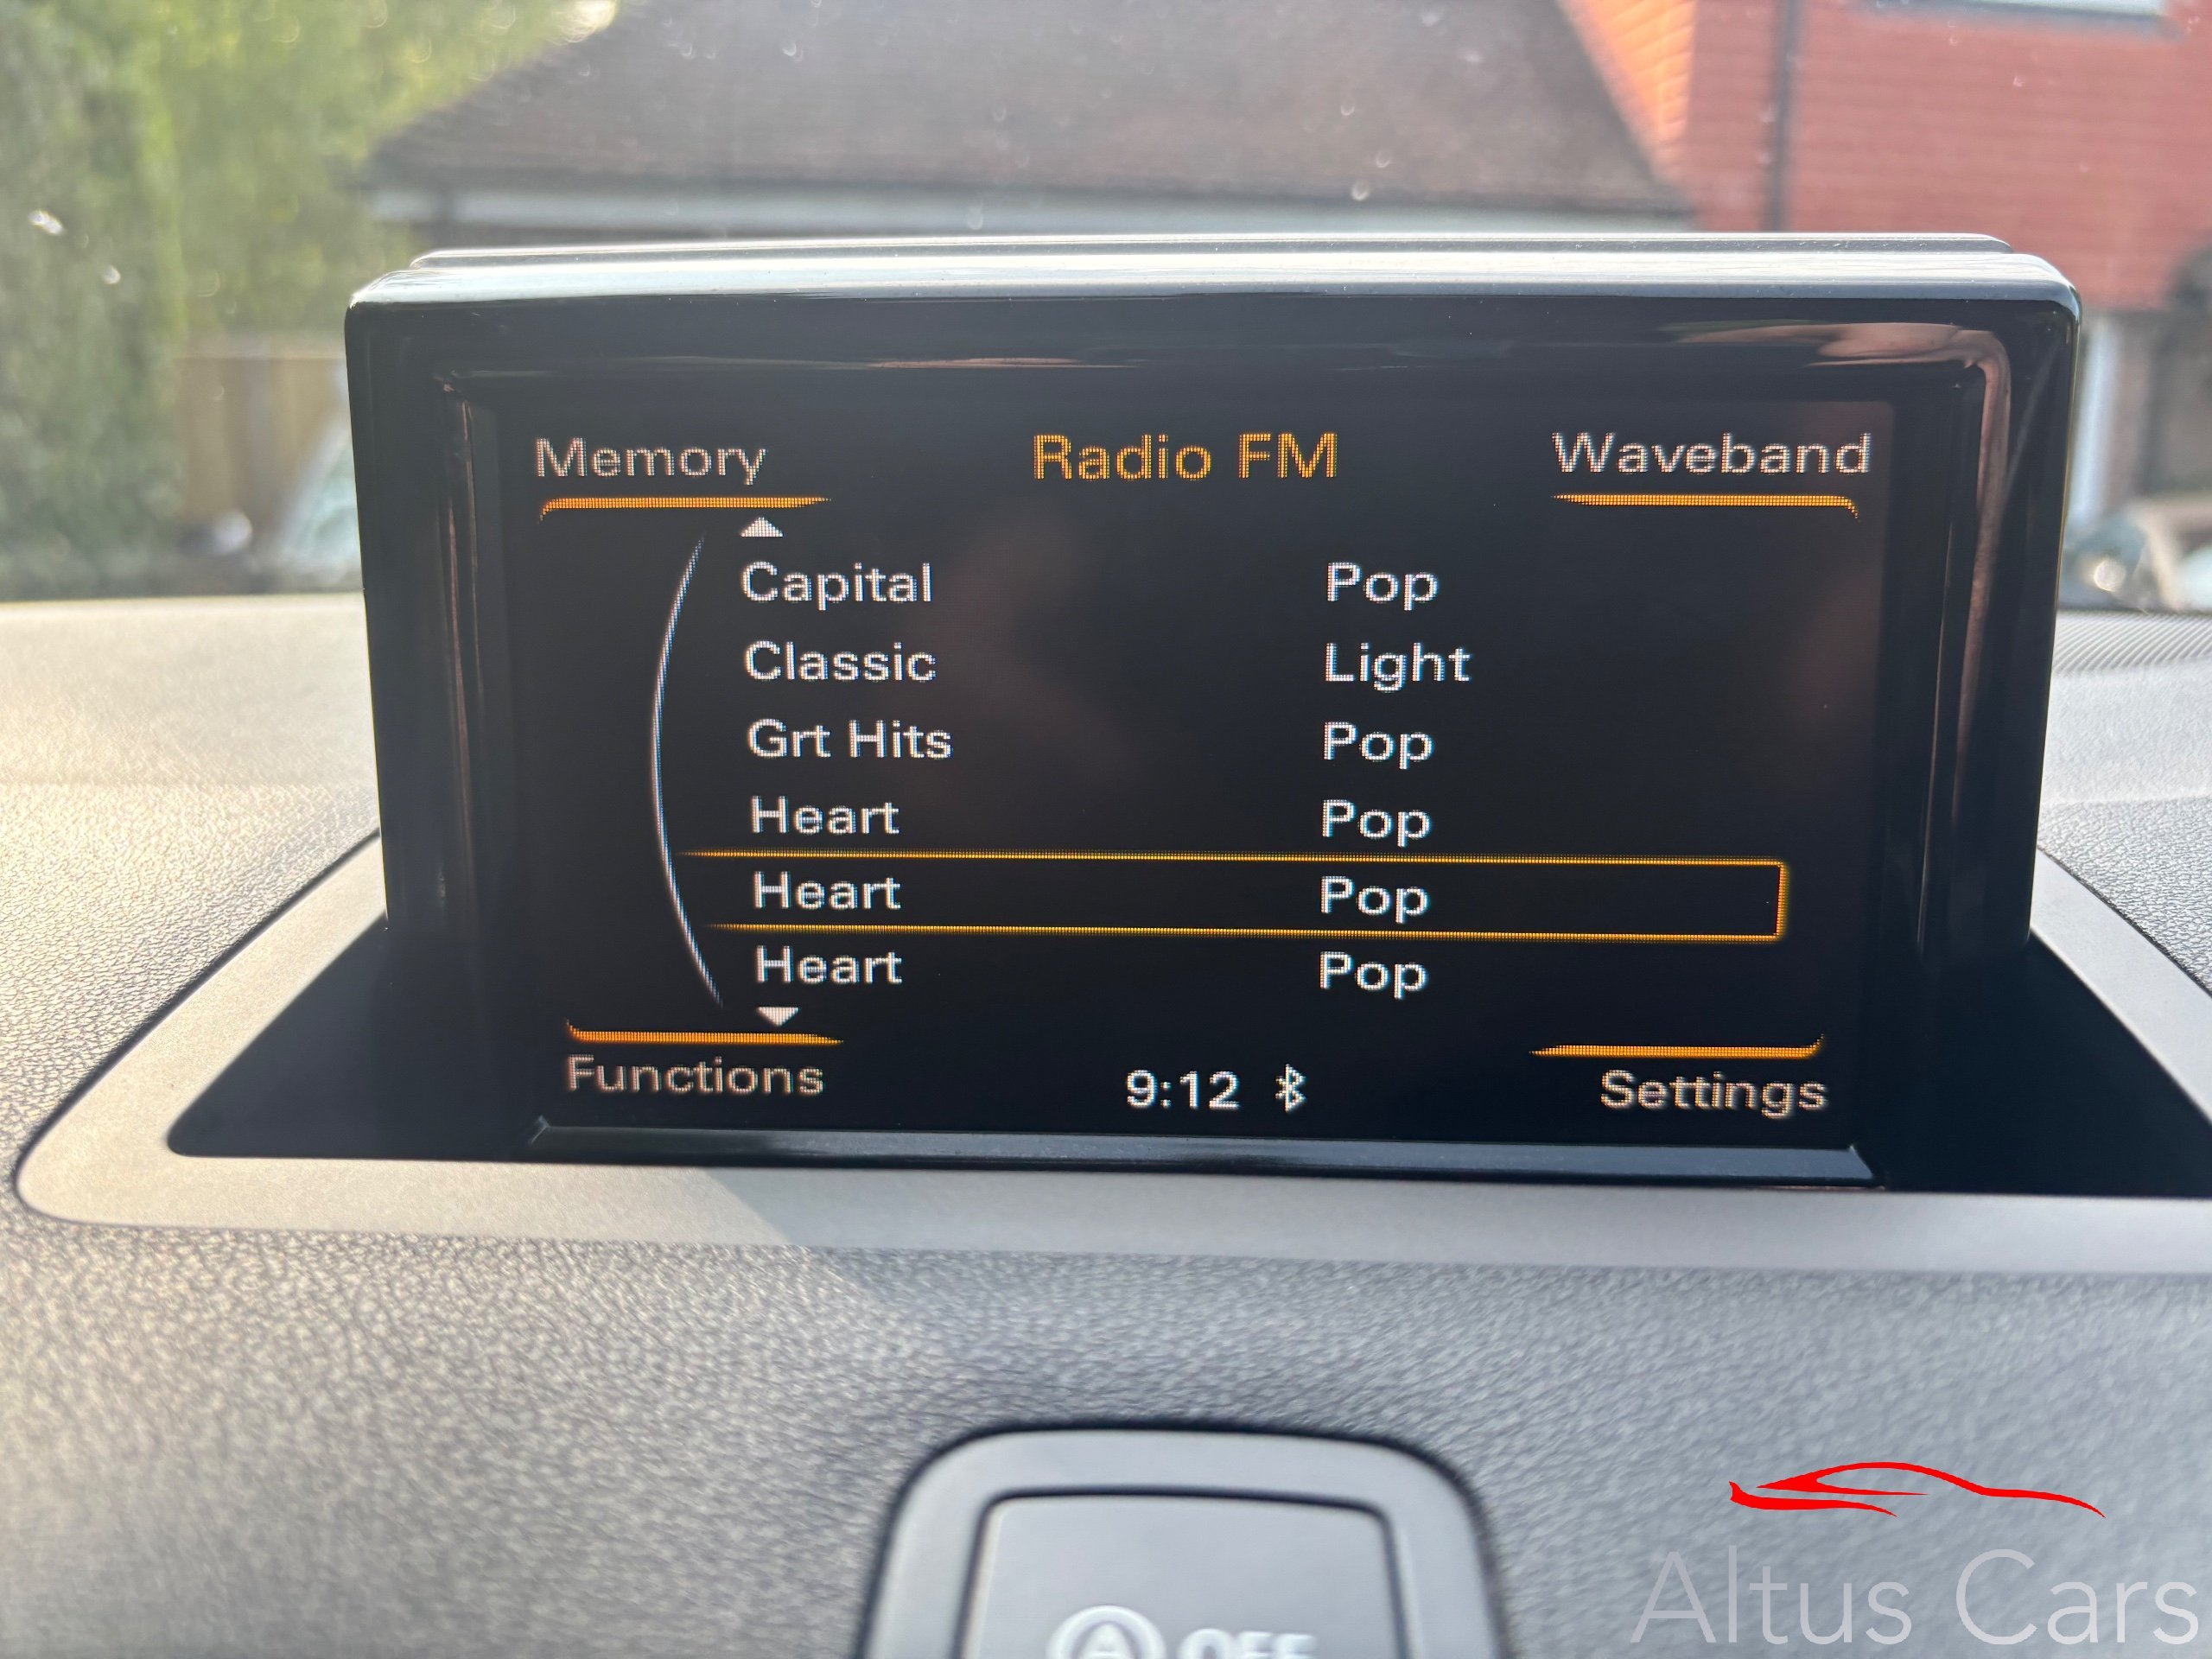 Memory Radio FM Waveband
Capital Pop
Classic Light
Grt Hits Pop
Heart Pop
Heart Pop
Heart Pop
Functions 9:12 Settings
A OFF
Altus Cars